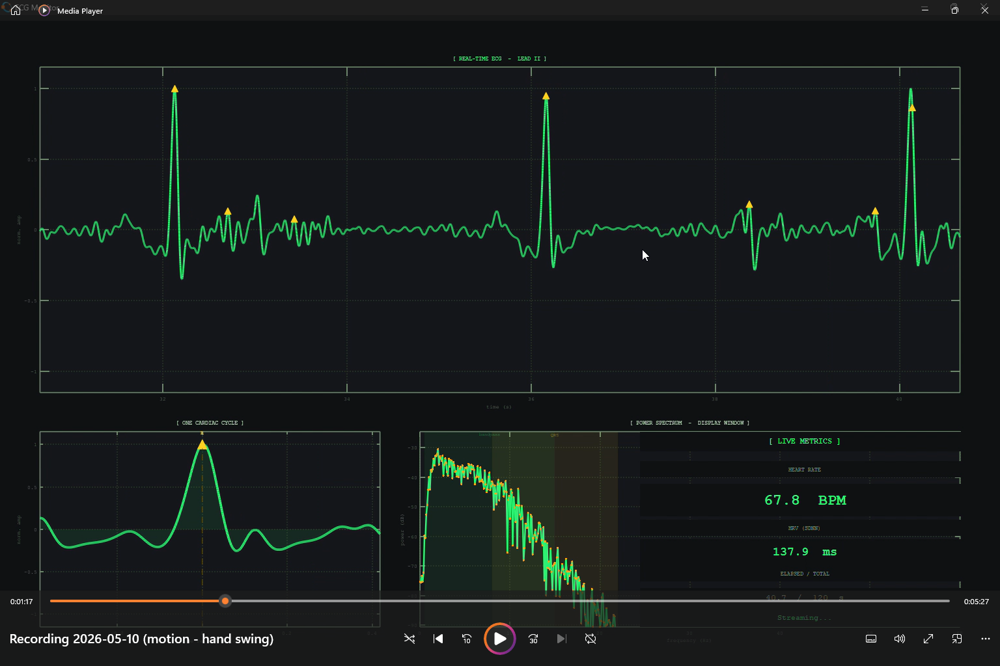 Media Player
[ REAL-TIME ECG - LEAD II ]
1
0.5
0
-0.5
-1
norm. amp
32
34
36
38
40
time (s)
[ ONE CARDIAC CYCLE ]
1
0.5
0
-0.5
norm. amp
[ POWER SPECTRUM - DISPLAY WINDOW ]
bandpass
QRS
-30
-40
-50
-60
-70
power (dB)
[ LIVE METRICS ]
HEART RATE
67.8 BPM
HRV (SDNN)
137.9 ms
ELAPSED / TOTAL
40.7 / 120 s
Streaming...
0:01:17
0:05:27
Recording 2026-05-10 (motion - hand swing)
10
30
frequency (Hz)